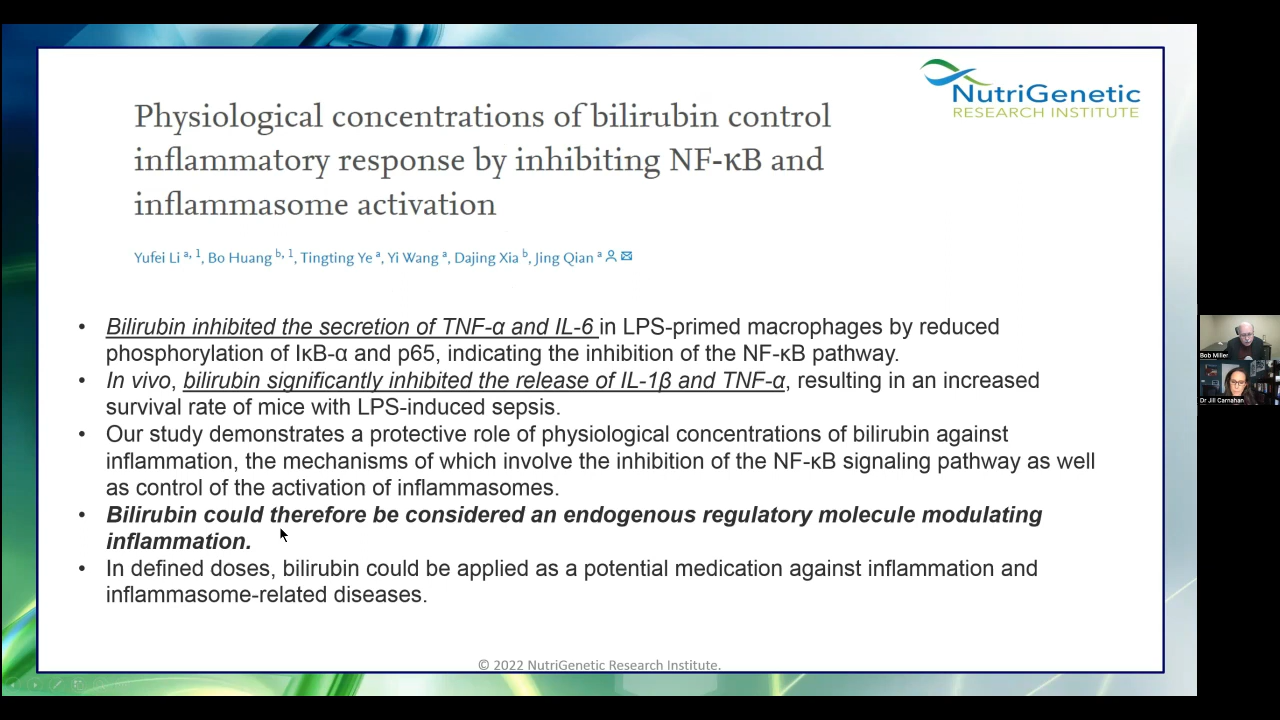 NutriGenetic
RESEARCH INSTITUTE
Physiological concentrations of bilirubin control
inflammatory response by inhibiting NF-κB and
inflammasome activation
Yufei Li a, 1, Bo Huang b, 1, Tingting Ye a, Yi Wang a, Dajing Xia b, Jing Qian a
• Bilirubin inhibited the secretion of TNF-α and IL-6 in LPS-primed macrophages by reduced
phosphorylation of IκB-α and p65, indicating the inhibition of the NF-κB pathway.
• In vivo, bilirubin significantly inhibited the release of IL-1β and TNF-α, resulting in an increased
survival rate of mice with LPS-induced sepsis.
• Our study demonstrates a protective role of physiological concentrations of bilirubin against
inflammation, the mechanisms of which involve the inhibition of the NF-κB signaling pathway as well
as control of the activation of inflammasomes.
• Bilirubin could therefore be considered an endogenous regulatory molecule modulating
inflammation.
• In defined doses, bilirubin could be applied as a potential medication against inflammation and
inflammasome-related diseases.
© 2022 NutriGenetic Research Institute.
Bob Miller
Dr Jill Carnahan